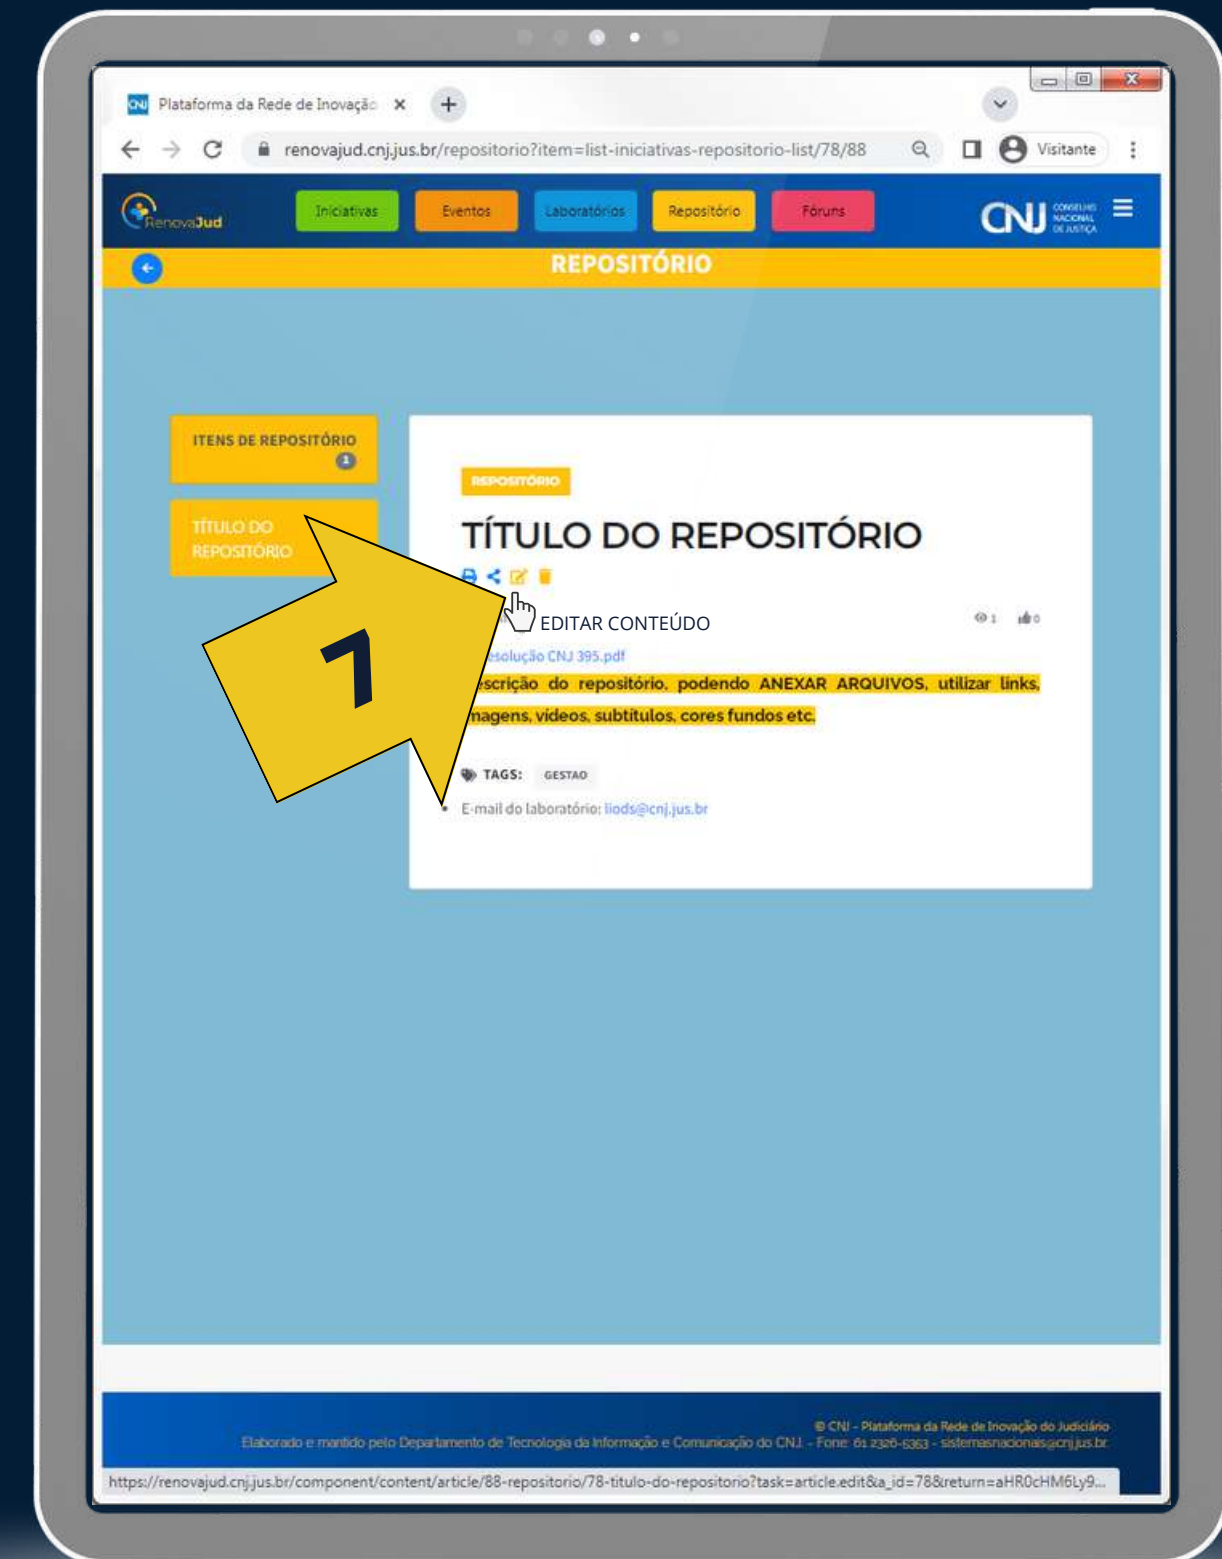 CNJ Plataforma da Rede de Inovação
renovajud.cnj.jus.br/repositorio?item=list-iniciativas-repositorio-list/78/88 Visitante
RenovaJud Iniciativas Eventos Laboratórios Repositório Fóruns CNJ CONSELHO NACIONAL DE JUSTIÇA
REPOSITÓRIO
ITENS DE REPOSITÓRIO
1
TÍTULO DO
REPOSITÓRIO
REPOSITÓRIO
TÍTULO DO REPOSITÓRIO
EDITAR CONTEÚDO
1 0
7
esolução CNJ 395.pdf
escrição do repositório, podendo ANEXAR ARQUIVOS, utilizar links,
magens, vídeos, subtítulos, cores fundos etc.
TAGS: GESTAO
E-mail do laboratório: liods@cnj.jus.br
© CNJ - Plataforma da Rede de Inovação do Judiciário
Elaborado e mantido pelo Departamento de Tecnologia da Informação e Comunicação do CNJ. - Fone: 61 2326-5353 - sistemasnacionais@cnj.jus.br
https://renovajud.cnj.jus.br/component/content/article/88-repositorio/78-titulo-do-repositorio?task=article.edit&a_id=78&return=aHR0cHM6Ly9...